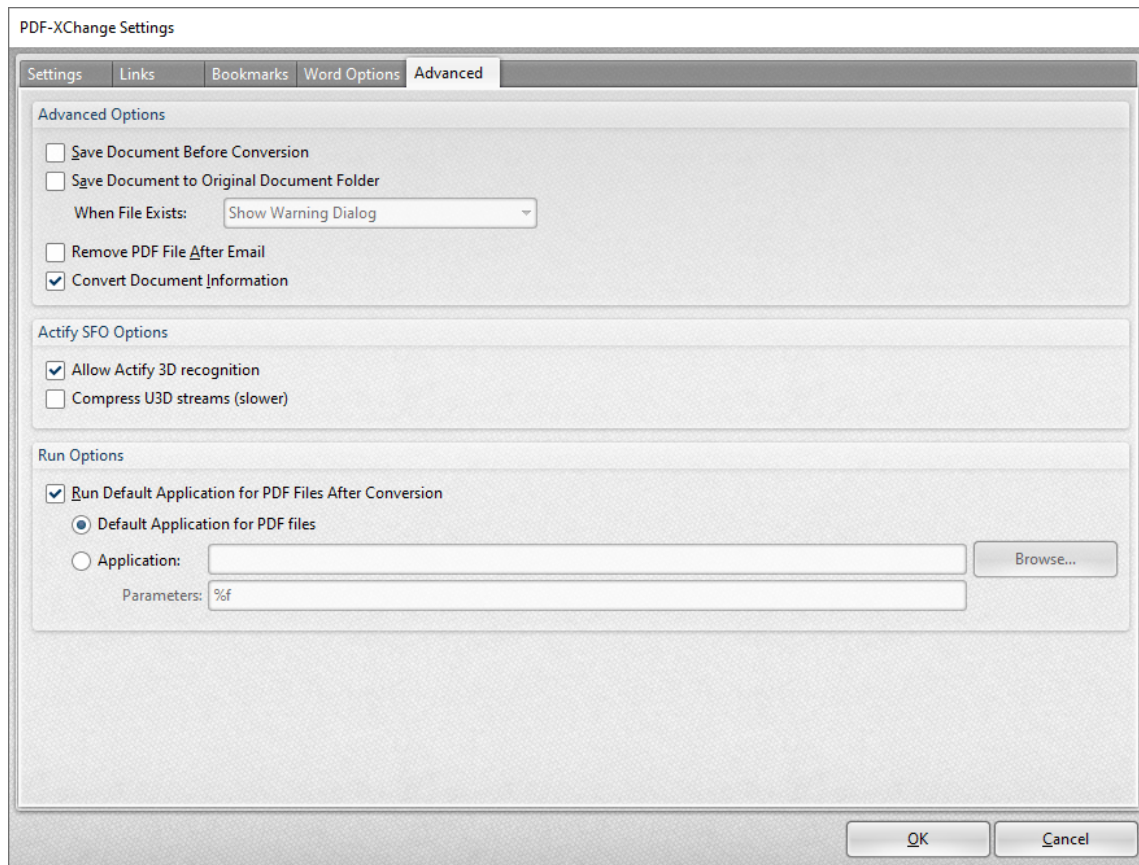 PDF-XChange Settings
Settings Links Bookmarks Word Options Advanced
Advanced Options
Save Document Before Conversion
Save Document to Original Document Folder
When File Exists: Show Warning Dialog
Remove PDF File After Email
Convert Document Information
Actify SFO Options
Allow Actify 3D recognition
Compress U3D streams (slower)
Run Options
Run Default Application for PDF Files After Conversion
Default Application for PDF files
Application: Browse...
Parameters: %f
OK Cancel